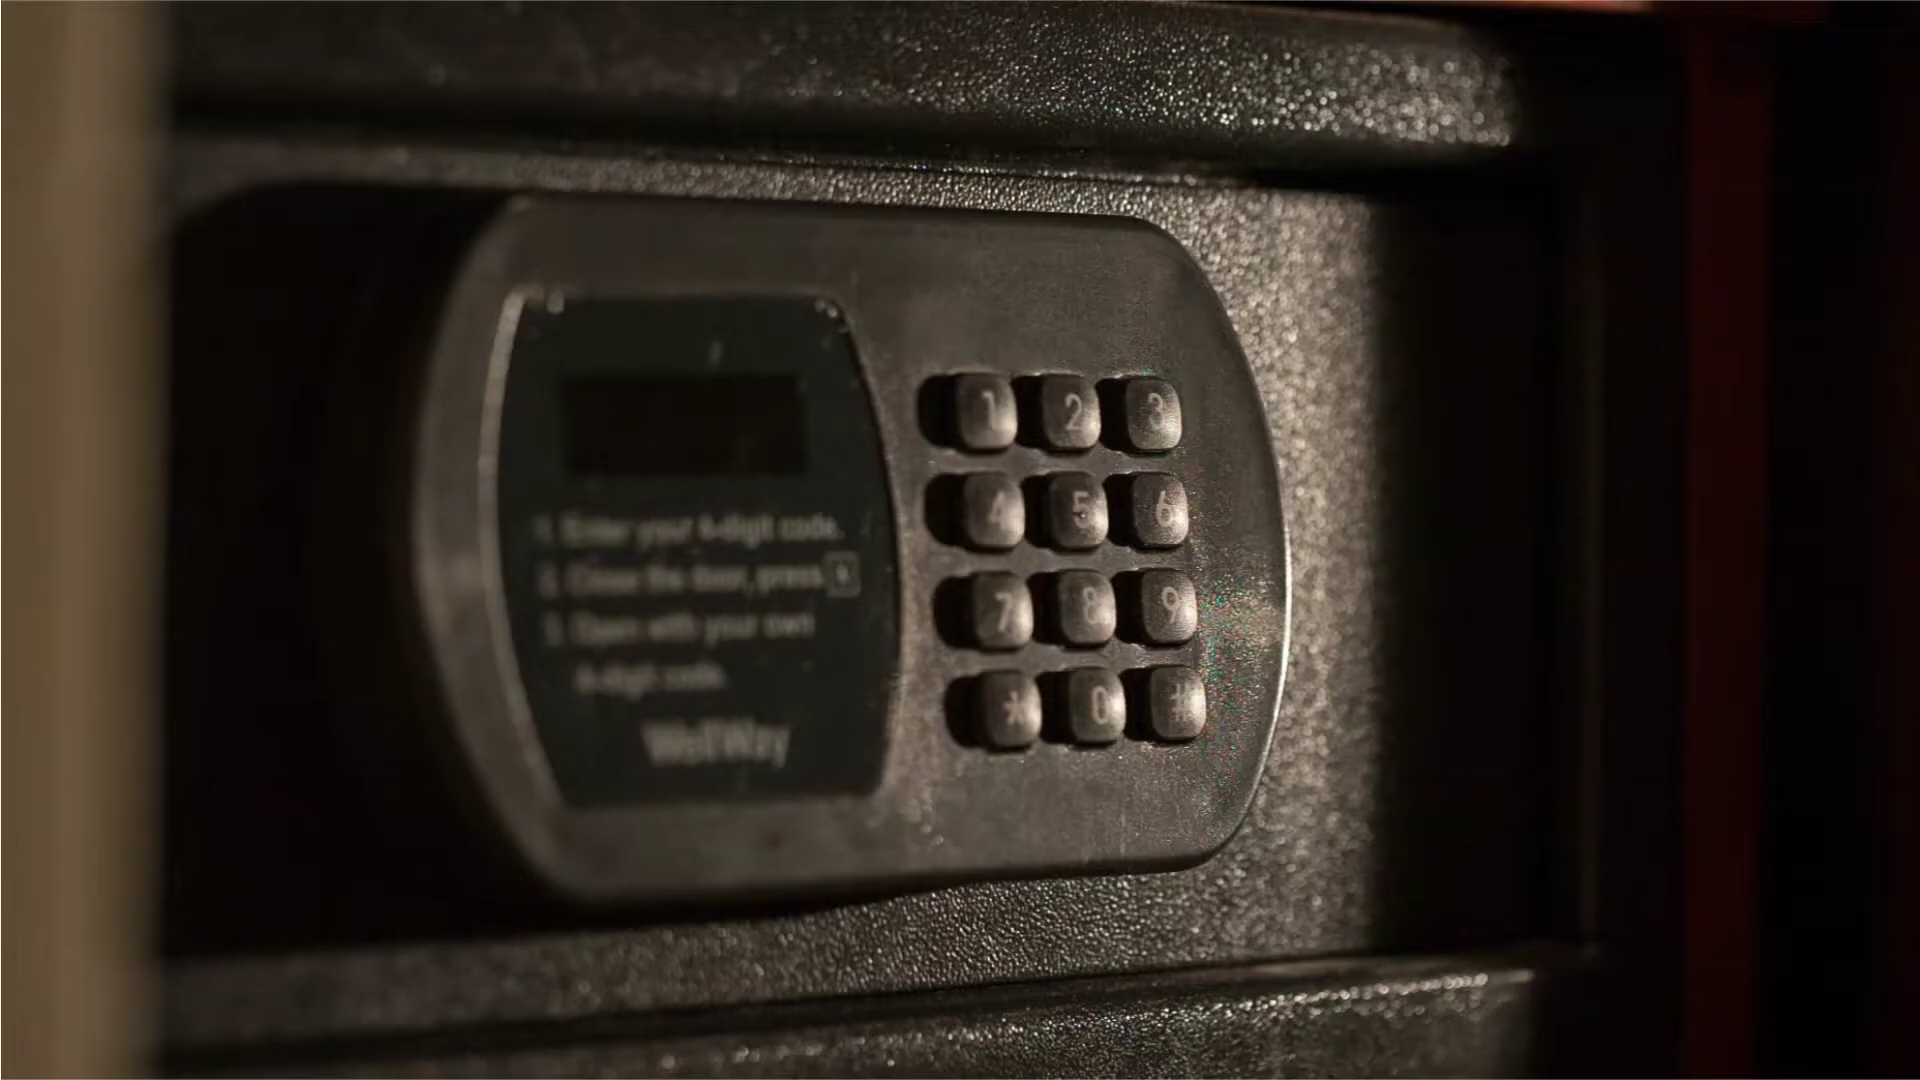 1. Enter your 4-digit code.
2. Close the door, press
3. Open with your own
4-digit code.
WellWay
1 2 3
4 5 6
7 8 9
* 0 #